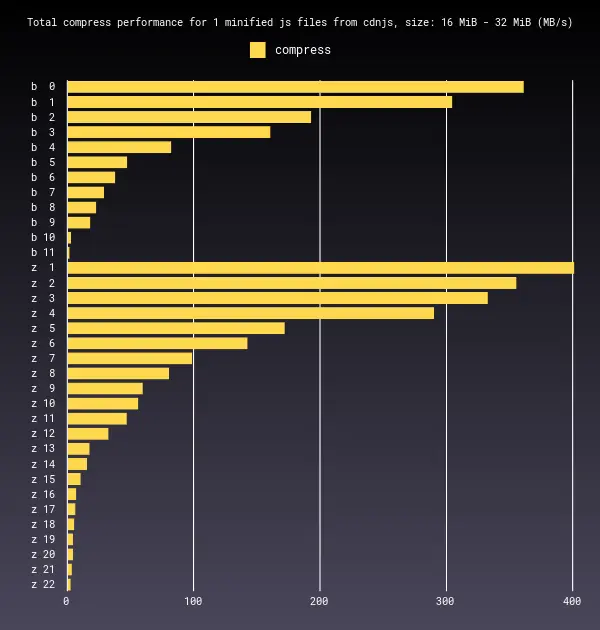 Total compress performance for 1 minified js files from cdnjs, size: 16 MiB - 32 MiB (MB/s)
compress
b 0
b 1
b 2
b 3
b 4
b 5
b 6
b 7
b 8
b 9
b 10
b 11
z 1
z 2
z 3
z 4
z 5
z 6
z 7
z 8
z 9
z 10
z 11
z 12
z 13
z 14
z 15
z 16
z 17
z 18
z 19
z 20
z 21
z 22
0 100 200 300 400